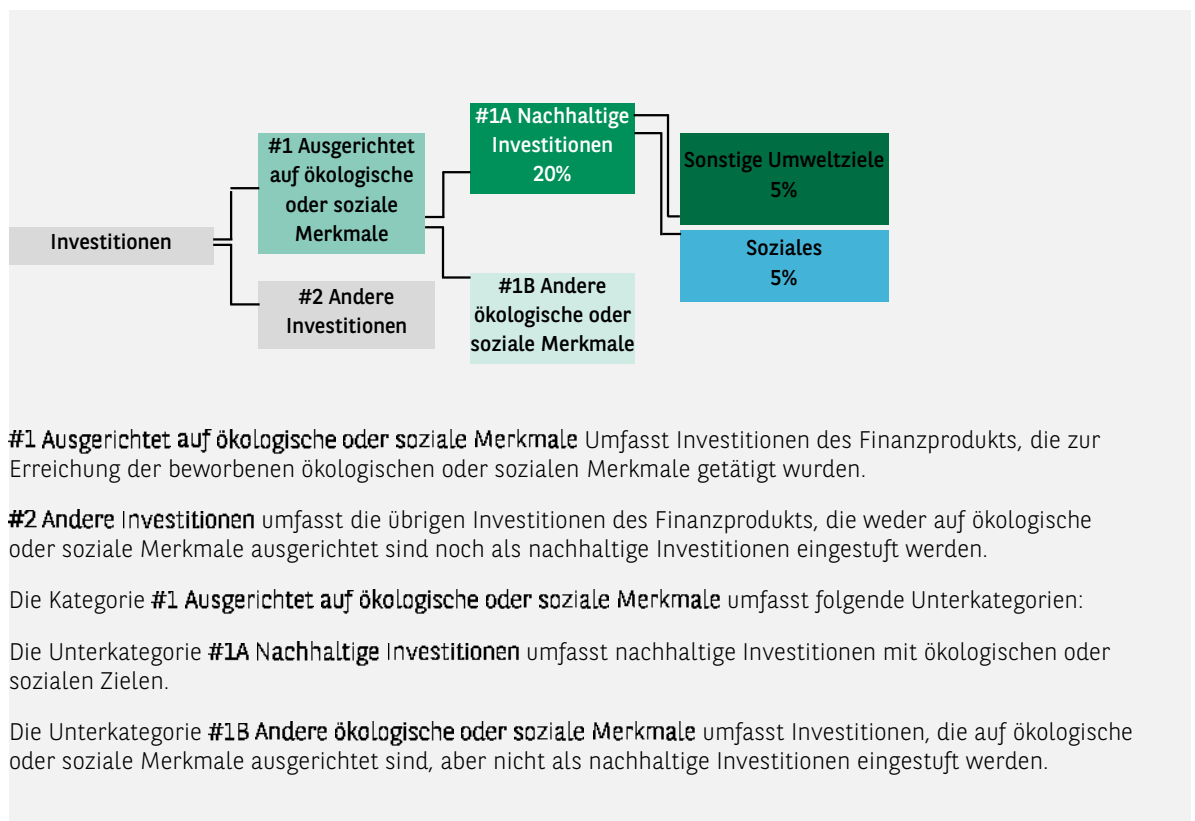 #1A Nachhaltige
Investitionen
20%
#1 Ausgerichtet
auf ökologische
oder soziale
Merkmale
Sonstige Umweltziele
5%
Investitionen
Soziales
5%
#2 Andere
Investitionen
#1B Andere
ökologische oder
soziale Merkmale
#1 Ausgerichtet auf ökologische oder soziale Merkmale Umfasst Investitionen des Finanzprodukts, die zur
Erreichung der beworbenen ökologischen oder sozialen Merkmale getätigt wurden.
#2 Andere Investitionen umfasst die übrigen Investitionen des Finanzprodukts, die weder auf ökologische
oder soziale Merkmale ausgerichtet sind noch als nachhaltige Investitionen eingestuft werden.
Die Kategorie #1 Ausgerichtet auf ökologische oder soziale Merkmale umfasst folgende Unterkategorien:
Die Unterkategorie #1A Nachhaltige Investitionen umfasst nachhaltige Investitionen mit ökologischen oder
sozialen Zielen.
Die Unterkategorie #1B Andere ökologische oder soziale Merkmale umfasst Investitionen, die auf ökologische
oder soziale Merkmale ausgerichtet sind, aber nicht als nachhaltige Investitionen eingestuft werden.